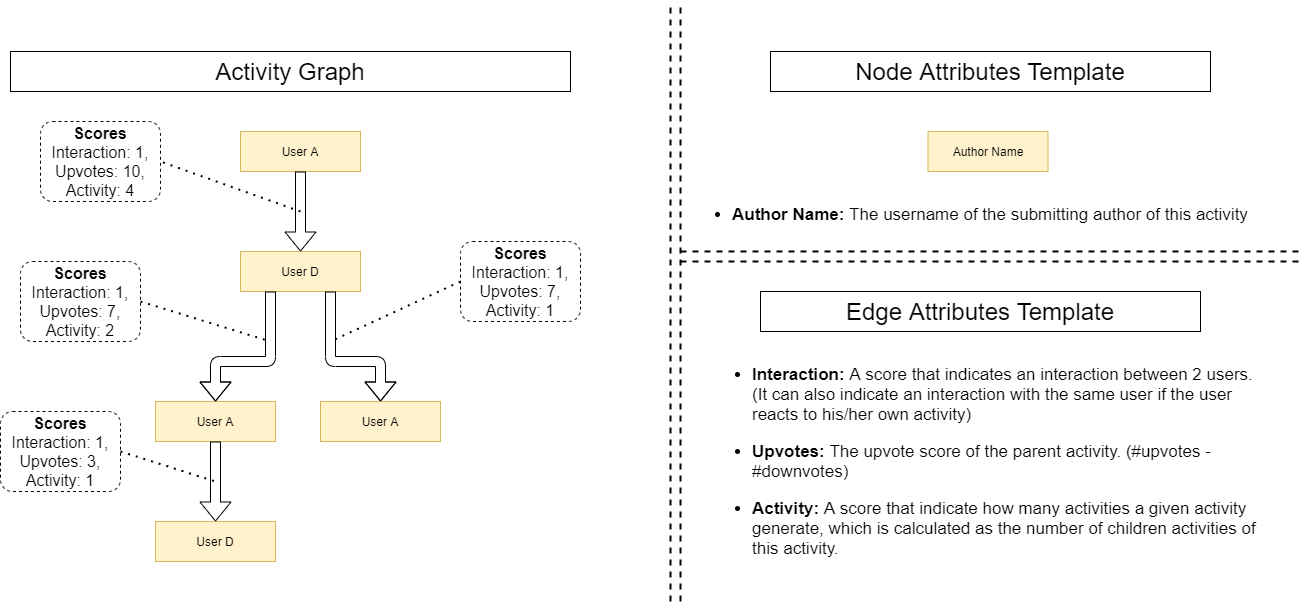 Activity Graph
Scores
Interaction: 1,
Upvotes: 10,
Activity: 4
User A
User D
Scores
Interaction: 1,
Upvotes: 7,
Activity: 2
Scores
Interaction: 1,
Upvotes: 7,
Activity: 1
User A
User A
Scores
Interaction: 1,
Upvotes: 3,
Activity: 1
User D
Node Attributes Template
Author Name
• Author Name: The username of the submitting author of this activity
Edge Attributes Template
• Interaction: A score that indicates an interaction between 2 users.
(It can also indicate an interaction with the same user if the user
reacts to his/her own activity)
• Upvotes: The upvote score of the parent activity. (#upvotes -
#downvotes)
• Activity: A score that indicate how many activities a given activity
generate, which is calculated as the number of children activities of
this activity.